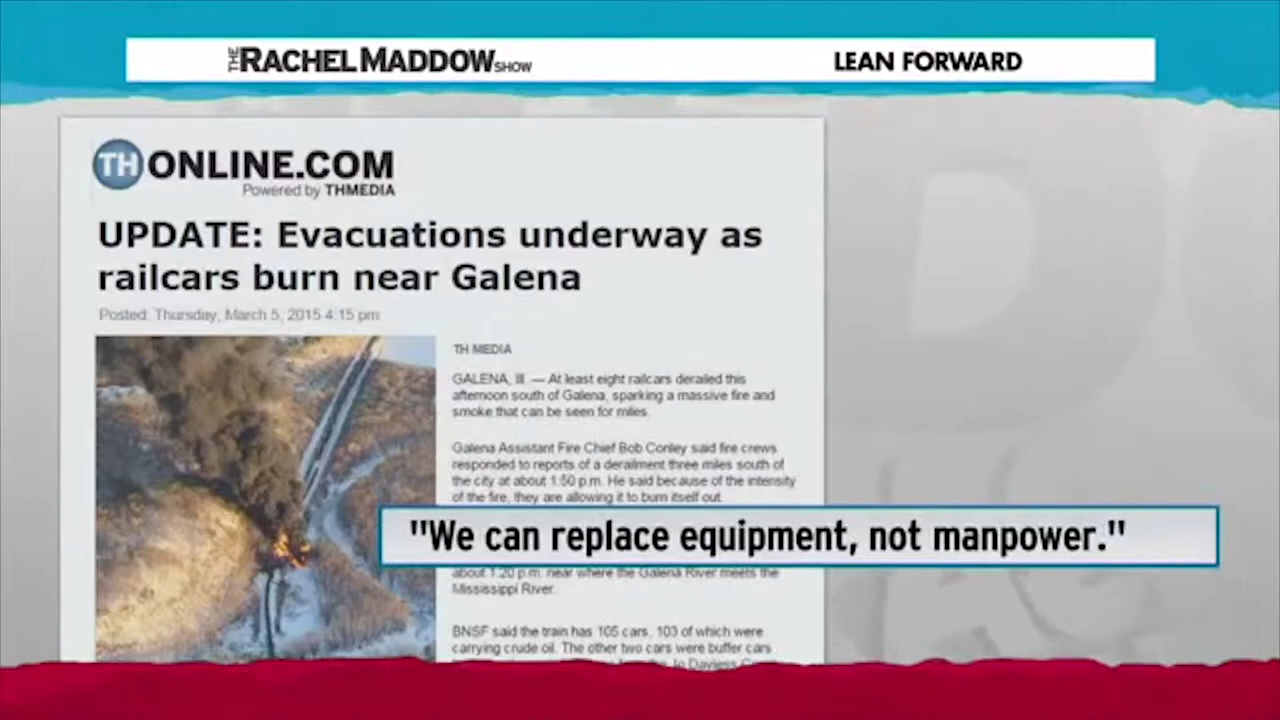 THE RACHEL MADDOW SHOW
LEAN FORWARD
TH ONLINE.COM
Powered by THMEDIA
UPDATE: Evacuations underway as
railcars burn near Galena
Posted: Thursday, March 5, 2015 4:15 pm
TH MEDIA
GALENA, Ill. — At least eight railcars derailed this
afternoon south of Galena, sparking a massive fire and
smoke that can be seen for miles.
Galena Assistant Fire Chief Bob Conley said fire crews
responded to reports of a derailment three miles south of
the city at about 1:50 p.m. He said because of the intensity
of the fire, they are allowing it to burn itself out.
"We can replace equipment, not manpower."
about 1:20 p.m. near where the Galena River meets the
Mississippi River.
BNSF said the train has 105 cars, 103 of which were
carrying crude oil. The other two cars were buffer cars